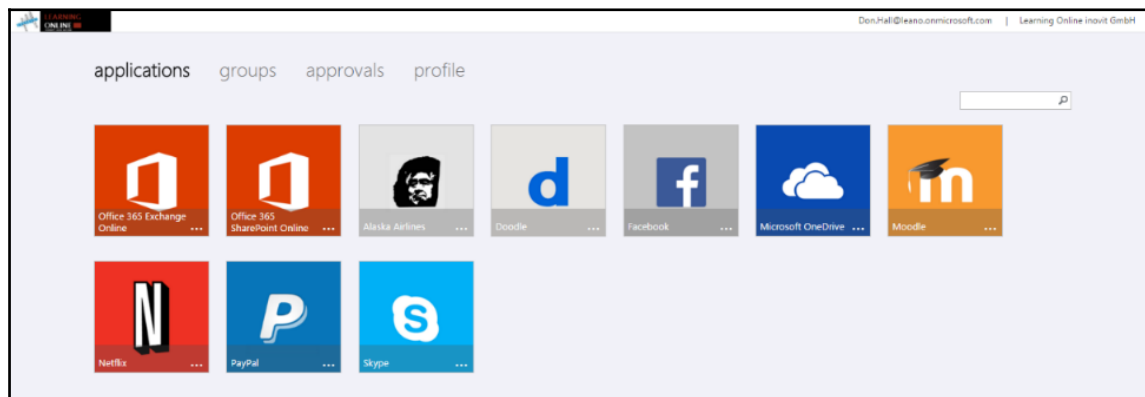 LEARNING
ONLINE
Don.Hall@leano.onmicrosoft.com | Learning Online inovit GmbH
applications groups approvals profile
Office 365 Exchange
Online ...
Office 365
SharePoint Online ...
Alaska Airlines ...
d
Doodle ...
f
Facebook ...
Microsoft OneDrive ...
m
Moodle ...
N
Netflix ...
P
PayPal ...
S
Skype ...